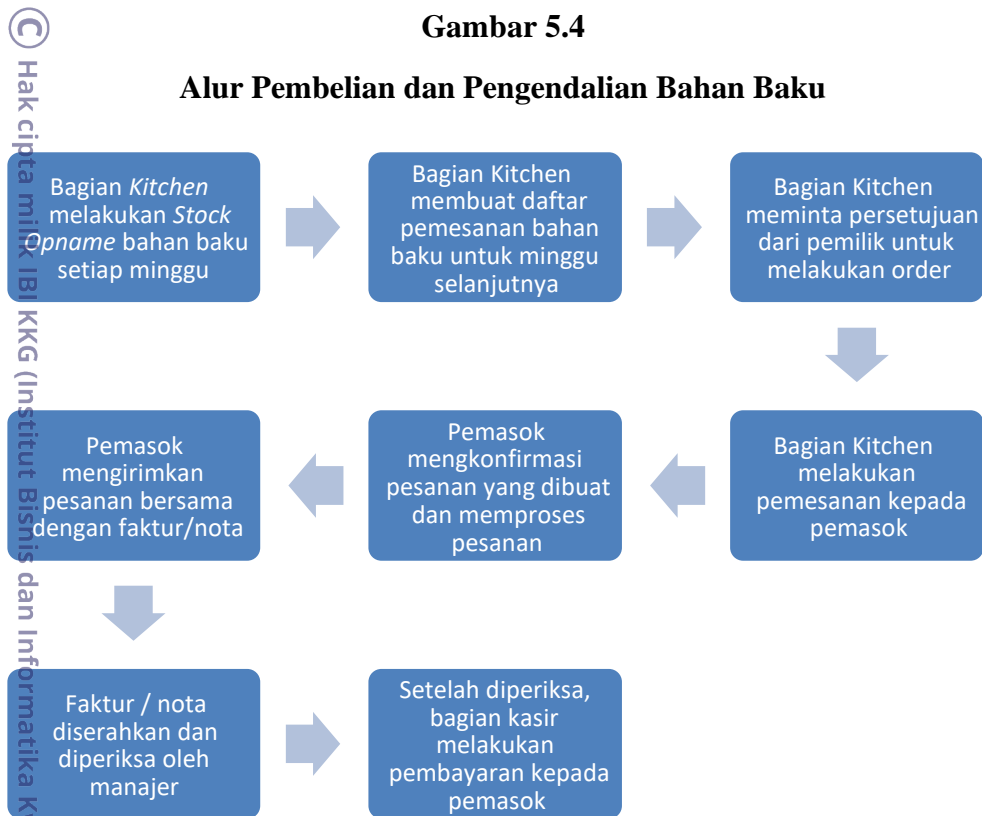 Gambar 5.4
Alur Pembelian dan Pengendalian Bahan Baku
Bagian Kitchen
melakukan Stock
Opname bahan baku
setiap minggu
Bagian Kitchen
membuat daftar
pemesanan bahan
baku untuk minggu
selanjutnya
Bagian Kitchen
meminta persetujuan
dari pemilik untuk
melakukan order
Bagian Kitchen
melakukan
pemesanan kepada
pemasok
Pemasok
mengkonfirmasi
pesanan yang dibuat
dan memproses
pesanan
Pemasok
mengirimkan
pesanan bersama
dengan faktur/nota
Faktur / nota
diserahkan dan
diperiksa oleh
manajer
Setelah diperiksa,
bagian kasir
melakukan
pembayaran kepada
pemasok
© Hak cipta milik IBI KKG (Institut Bisnis dan Informatika